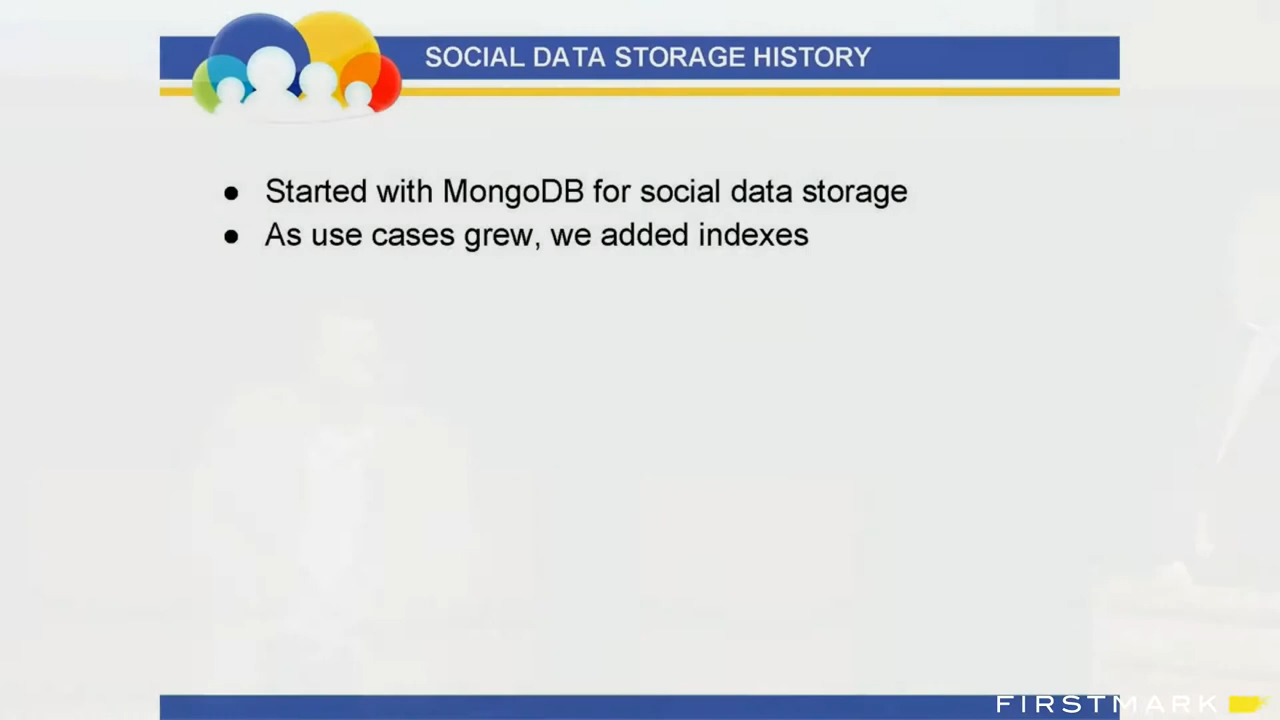 SOCIAL DATA STORAGE HISTORY
● Started with MongoDB for social data storage
● As use cases grew, we added indexes
FIRSTMARK